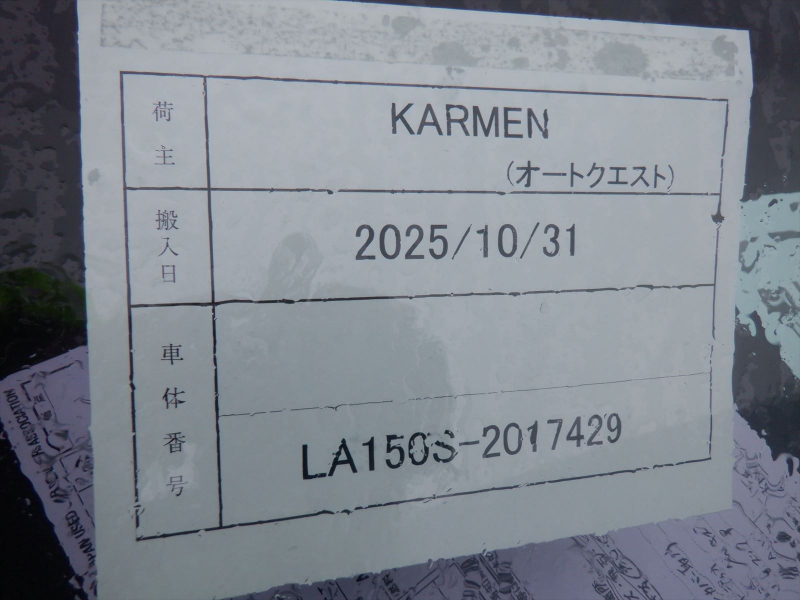 荷主
KARMEN
(オートクエスト)
搬入日
2025/10/31
車体番号
LA150S-2017429